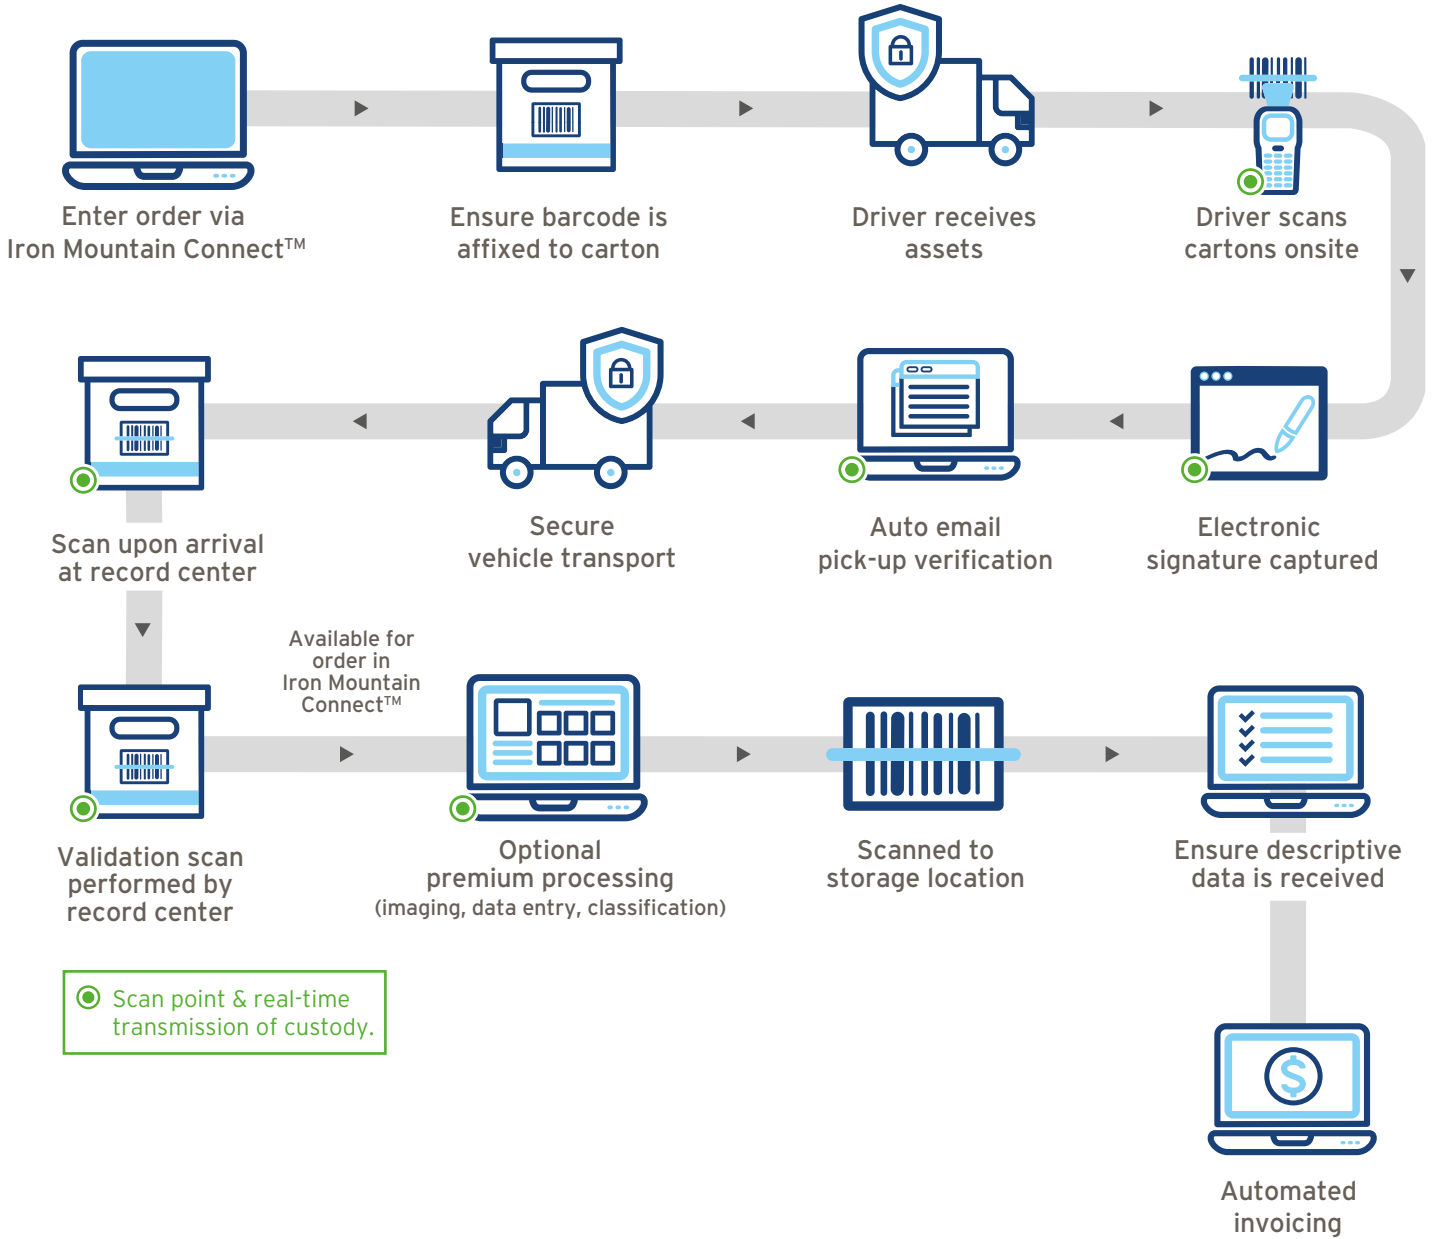 Enter order via
Iron Mountain Connect™
Ensure barcode is
affixed to carton
Driver receives
assets
Driver scans
cartons onsite
Electronic
signature captured
Auto email
pick-up verification
Secure
vehicle transport
Scan upon arrival
at record center
Validation scan
performed by
record center
Available for
order in
Iron Mountain
Connect™
Optional
premium processing
(imaging, data entry, classification)
Scanned to
storage location
Ensure descriptive
data is received
$
Automated
invoicing
Scan point & real-time
transmission of custody.